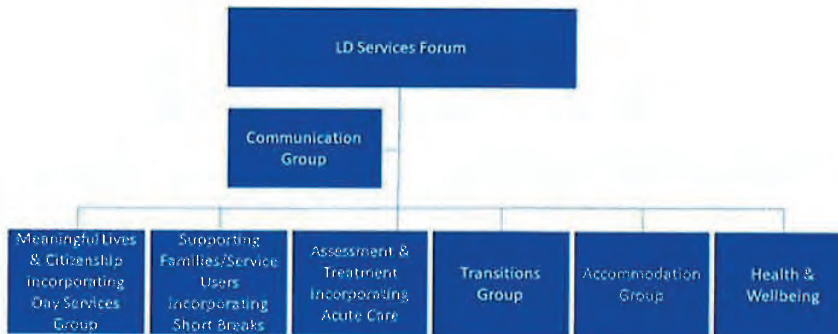 LD Services Forum
Communication
Group
Meaningful Lives
& Citizenship
incorporating
Day Services
Group
Supporting
Families/Service
Users
Incorporating
Short Breaks
Assessment &
Treatment
Incorporating
Acute Care
Transitions
Group
Accommodation
Group
Health &
Wellbeing